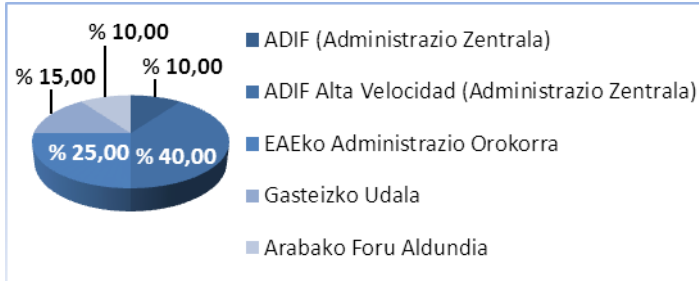 % 10,00
% 10,00
% 15,00
% 25,00
% 40,00
ADIF (Administrazio Zentrala)
ADIF Alta Velocidad (Administrazio Zentrala)
EAEko Administrazio Orokorra
Gasteizko Udala
Arabako Foru Aldundia